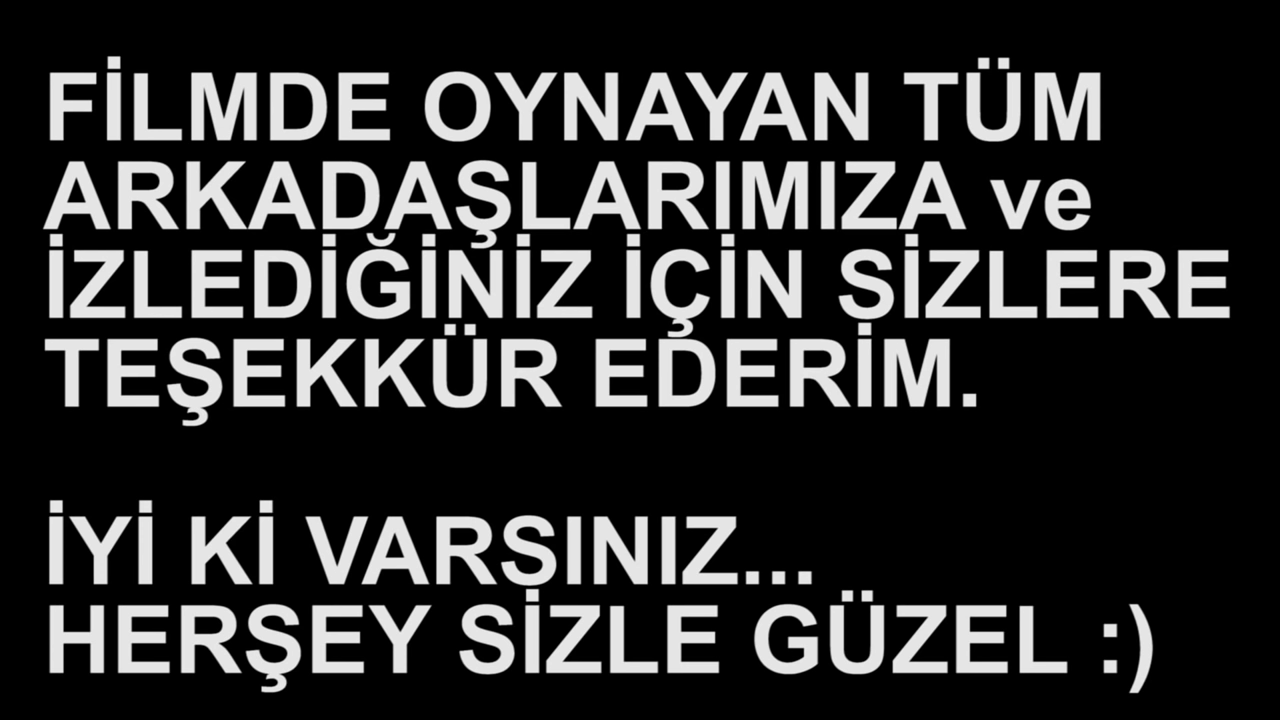 FİLMDE OYNAYAN TÜM
ARKADAŞLARIMIZA ve
İZLEDİĞİNİZ İÇİN SİZLERE
TEŞEKKÜR EDERİM.
İYİ Kİ VARSINIZ...
HERŞEY SİZLE GÜZEL :)